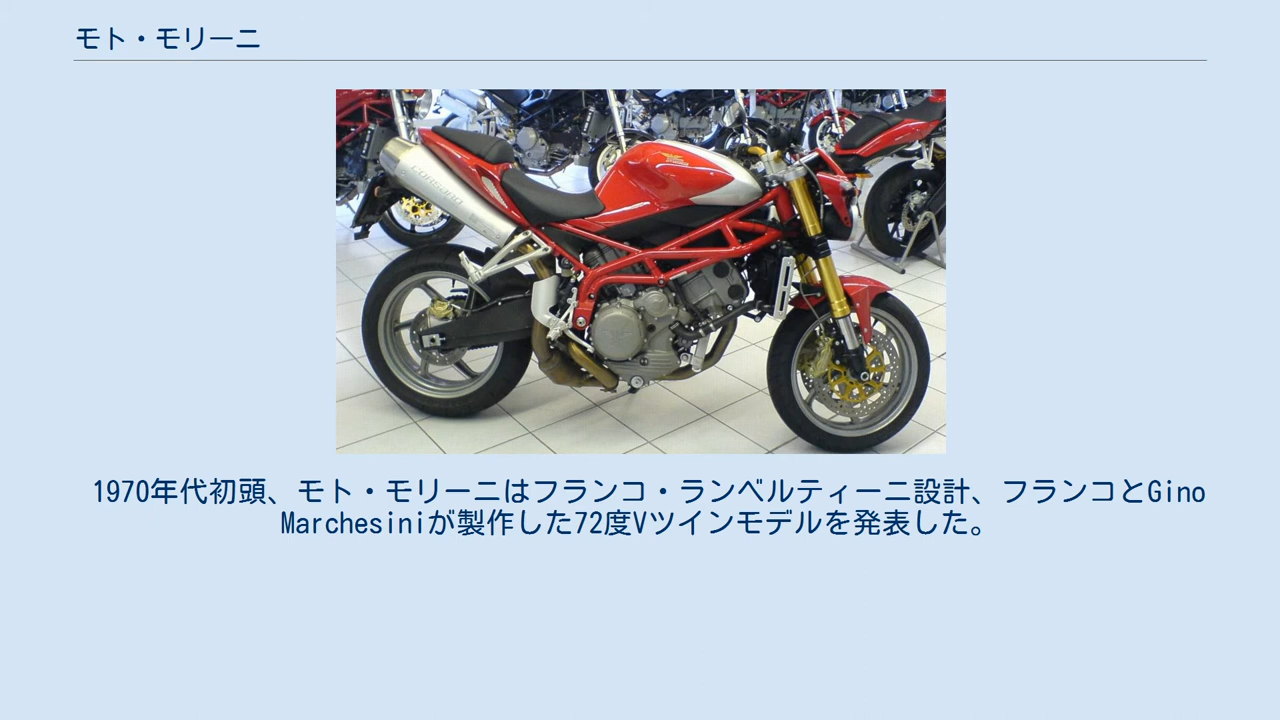 モト・モリーニ
CORSARO
1970年代初頭、モト・モリーニはフランコ・ランベルティーニ設計、フランコとGino
Marchesiniが製作した72度Vツインモデルを発表した。